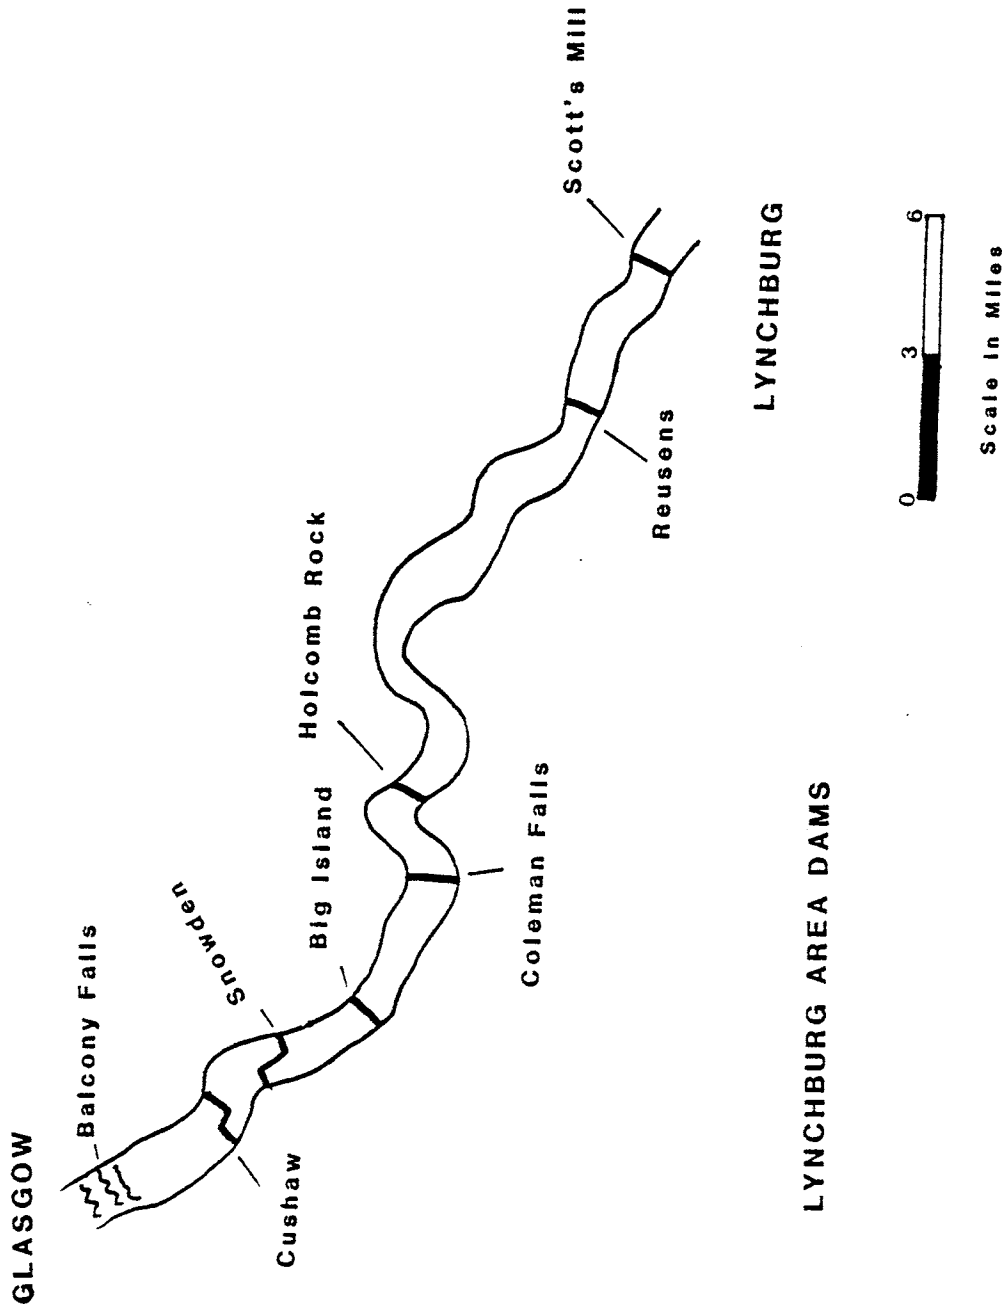 GLASGOW
Balcony Falls
Snowden
Cushaw
Big Island
Holcomb Rock
Coleman Falls
Reusens
Scott's Mill
LYNCHBURG
LYNCHBURG AREA DAMS
0 3 6
Scale In Miles